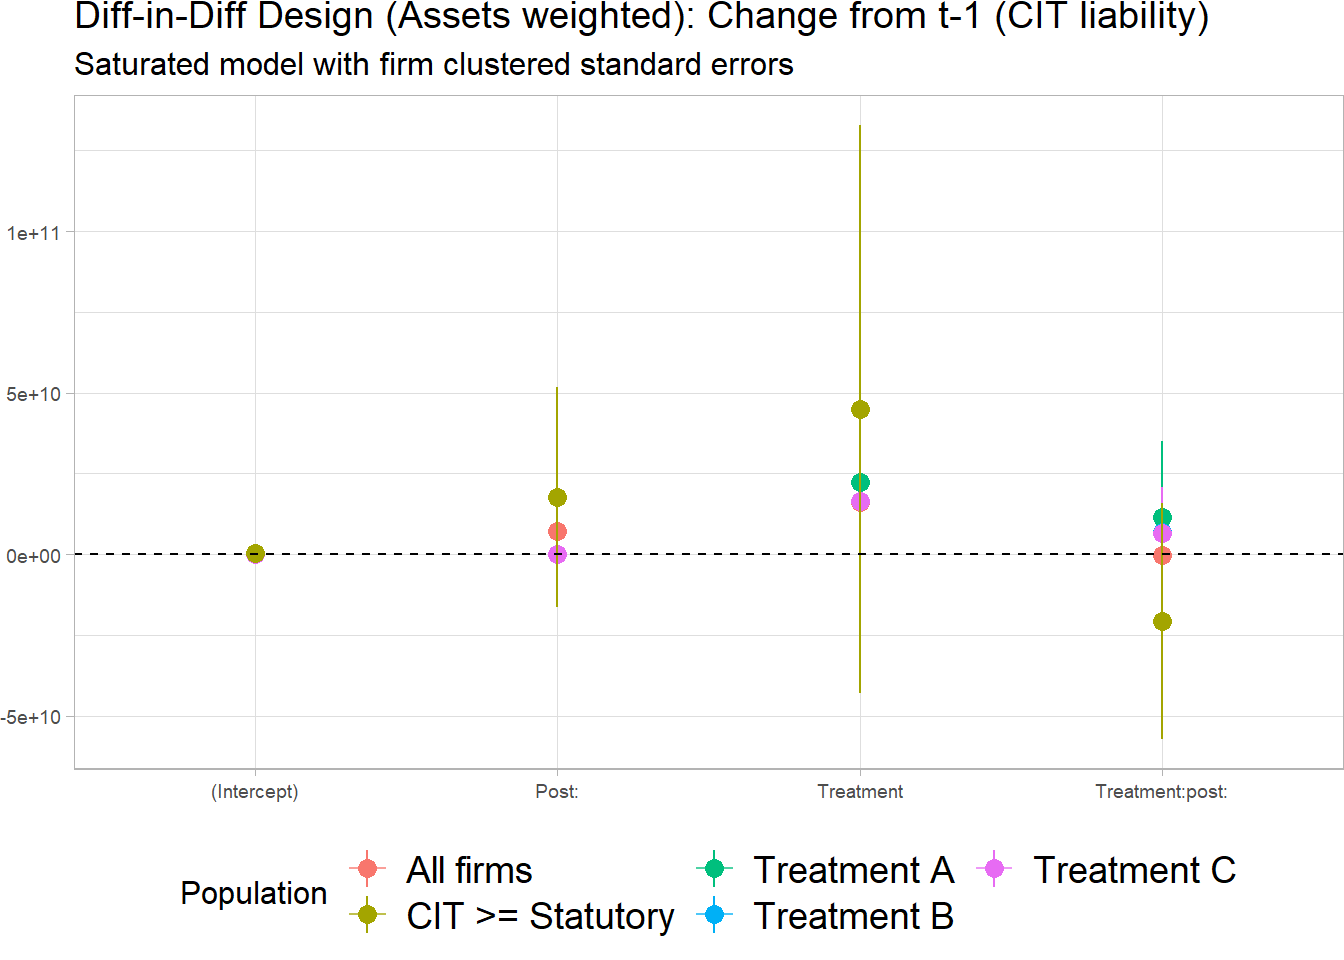 Diff-in-Diff Design (Assets weighted): Change from t-1 (CIT liability)
Saturated model with firm clustered standard errors
1e+11
5e+10
0e+00
-5e+10
(Intercept) Post: Treatment Treatment:post:
Population
All firms Treatment A Treatment C
CIT >= Statutory Treatment B